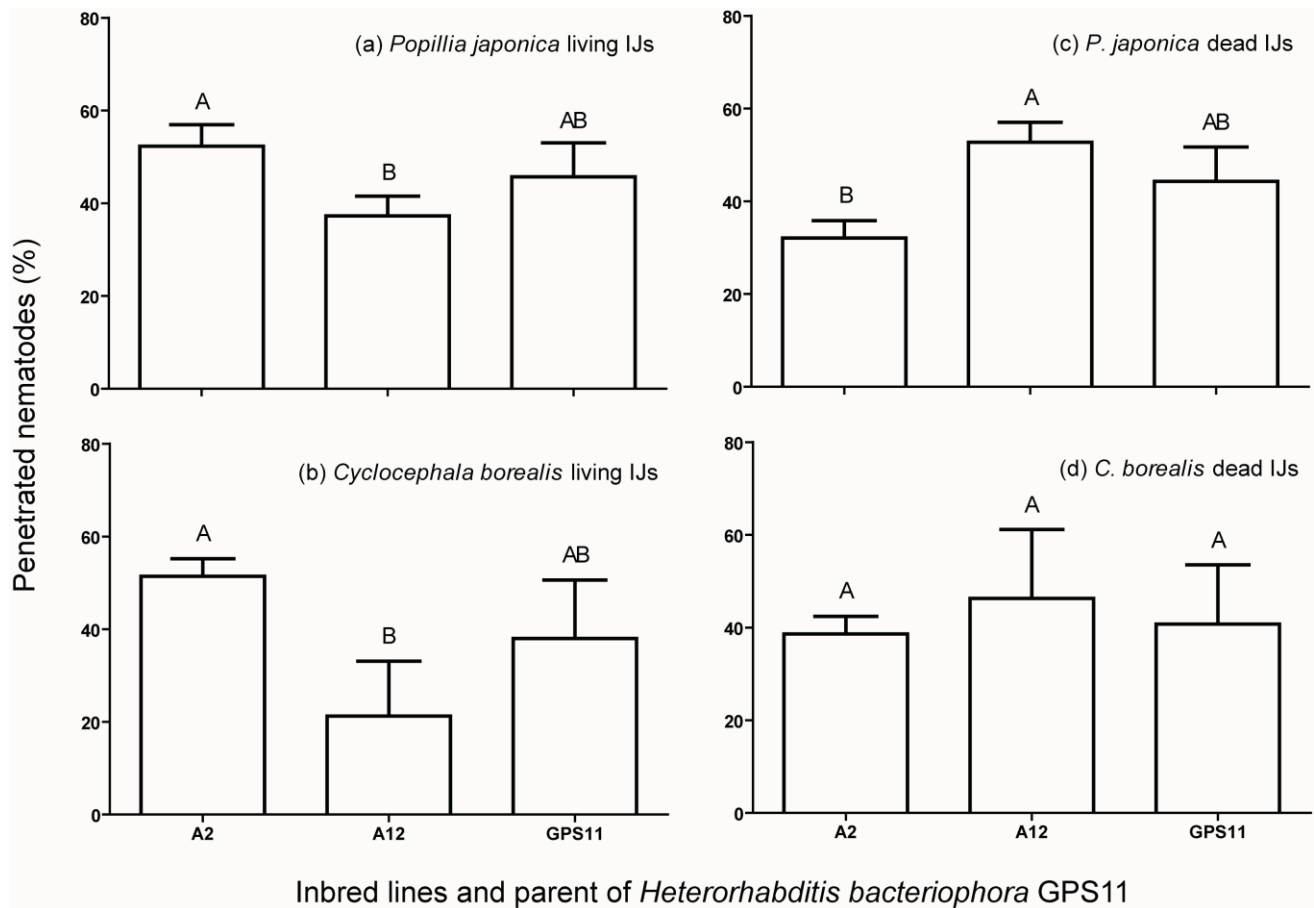 Penetrated nematodes (%)
(a) Popillia japonica living IJs
80
60
40
20
0
A
B
AB
(c) P. japonica dead IJs
80
60
40
20
0
B
A
AB
(b) Cyclocephala borealis living IJs
80
60
40
20
0
A
B
AB
A2 A12 GPS11
(d) C. borealis dead IJs
80
60
40
20
0
A
A
A
A2 A12 GPS11
Inbred lines and parent of Heterorhabditis bacteriophora GPS11